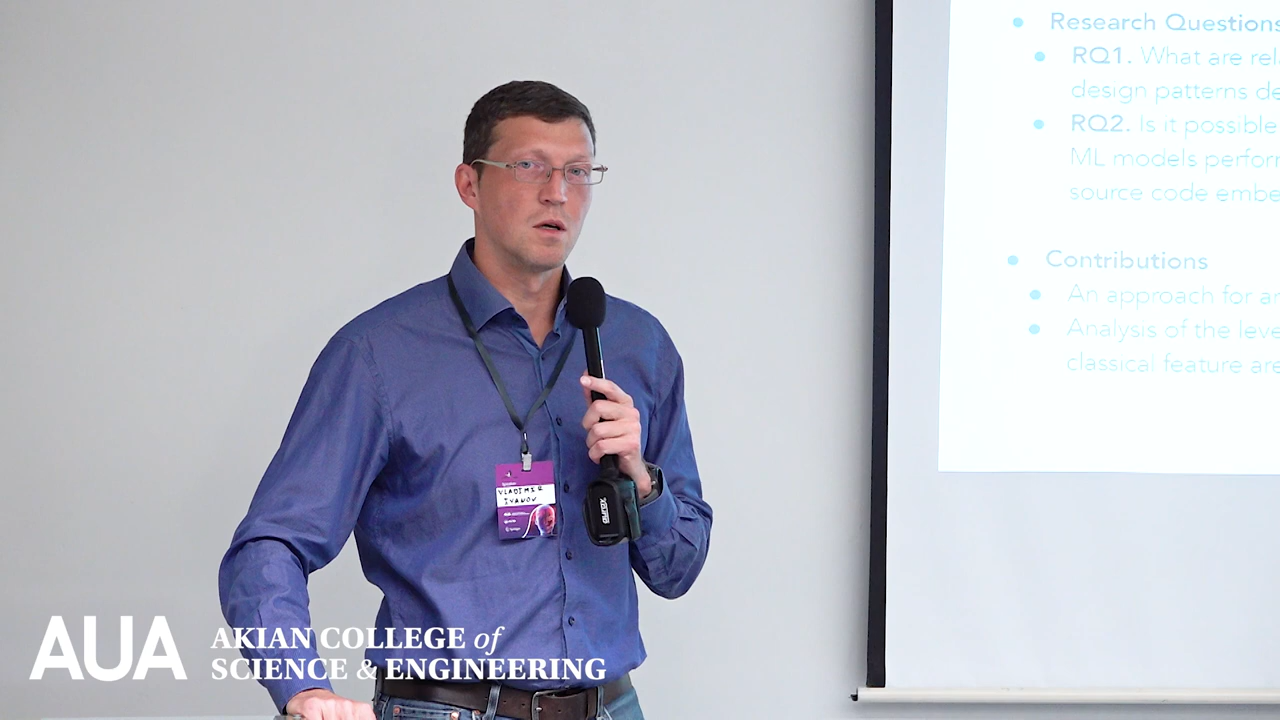 Research Questions
RQ1. What are rel
design patterns de
RQ2. Is it possible
ML models perfor
source code embe
Contributions
An approach for a
Analysis of the leve
classical feature are
VLADIMIR
IVANOV
AUA
AKIAN COLLEGE of
SCIENCE & ENGINEERING